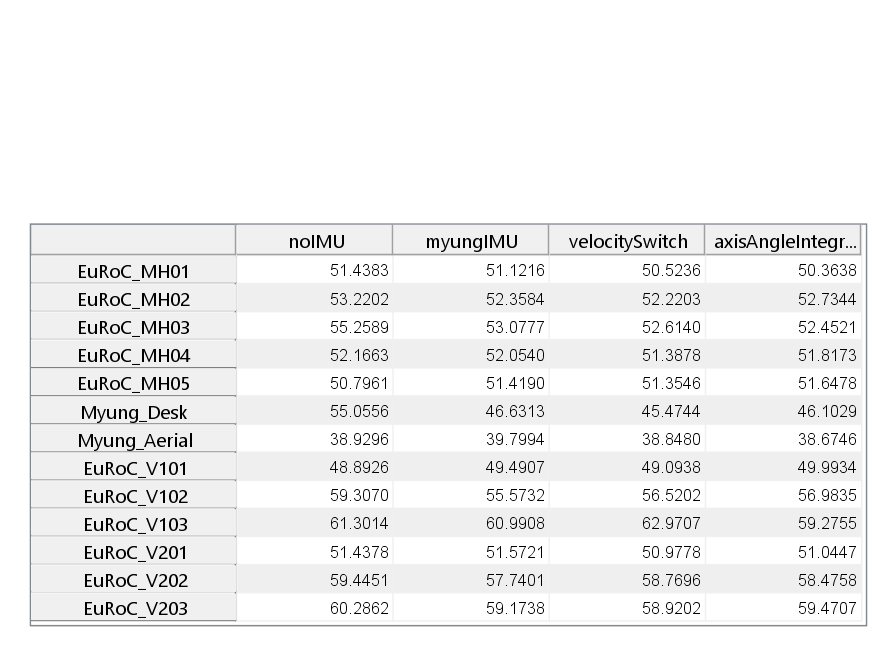 noIMU myungIMU velocitySwitch axisAngleIntegr...
EuRoC_MH01 51.4383 51.1216 50.5236 50.3638
EuRoC_MH02 53.2202 52.3584 52.2203 52.7344
EuRoC_MH03 55.2589 53.0777 52.6140 52.4521
EuRoC_MH04 52.1663 52.0540 51.3878 51.8173
EuRoC_MH05 50.7961 51.4190 51.3546 51.6478
Myung_Desk 55.0556 46.6313 45.4744 46.1029
Myung_Aerial 38.9296 39.7994 38.8480 38.6746
EuRoC_V101 48.8926 49.4907 49.0938 49.9934
EuRoC_V102 59.3070 55.5732 56.5202 56.9835
EuRoC_V103 61.3014 60.9908 62.9707 59.2755
EuRoC_V201 51.4378 51.5721 50.9778 51.0447
EuRoC_V202 59.4451 57.7401 58.7696 58.4758
EuRoC_V203 60.2862 59.1738 58.9202 59.4707